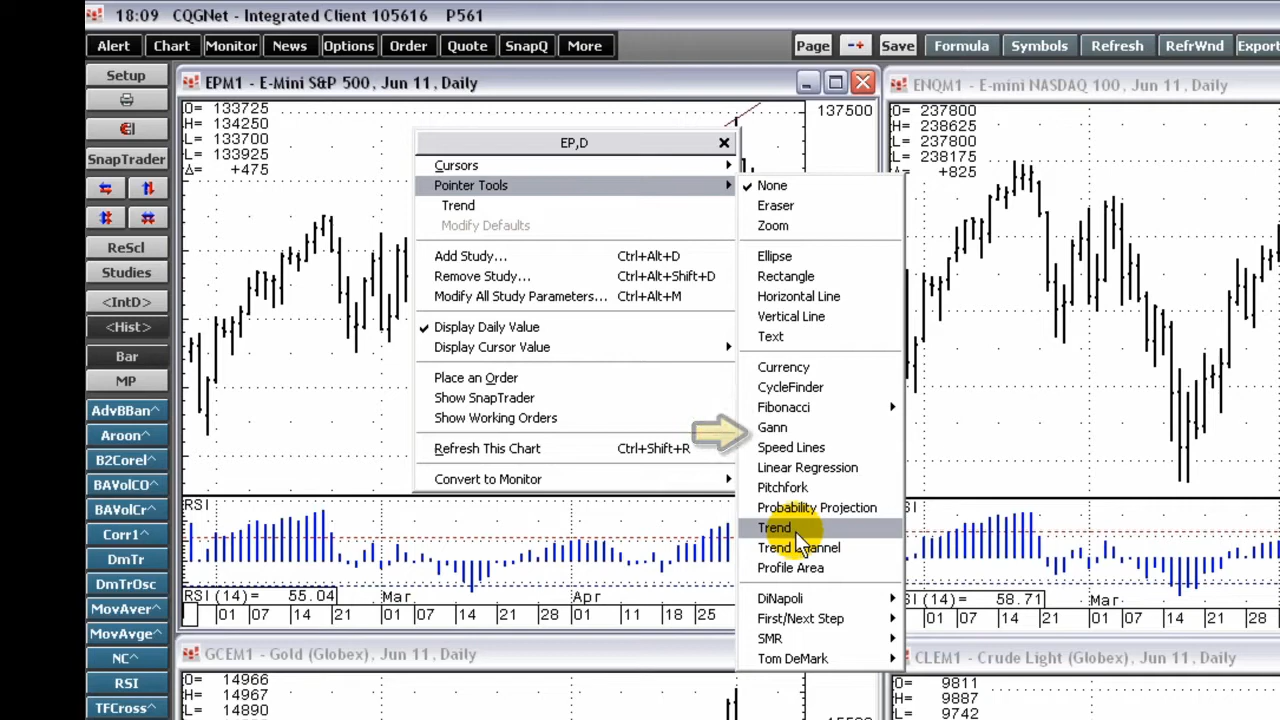 18:09 CQGNet - Integrated Client 105616 P561
Alert Chart Monitor News Options Order Quote SnapQ More Page -+ Save Formula Symbols Refresh RefrWnd Export
Setup
SnapTrader
ReScl
Studies
<IntD>
<Hist>
Bar
MP
AdvBBan^
Aroon^
B2Corel^
BAVolCO^
BAVolCr^
Corr1^
DmTr
DmTrOsc
MovAver^
MovAvge^
NC^
RSI
TFCross^
EPM1 - E-Mini S&P 500, Jun 11, Daily
O= 133725
H= 134250
L= 133700
L= 133925
Δ= +475
137500
RSI
RSI (14)= 55.04
Mar
Apr
01 07 14 21 01 07 14 21 28 01 11 18 25
EP,D
Cursors
Pointer Tools
Trend
Modify Defaults
Add Study... Ctrl+Alt+D
Remove Study... Ctrl+Alt+Shift+D
Modify All Study Parameters... Ctrl+Alt+M
Display Daily Value
Display Cursor Value
Place an Order
Show SnapTrader
Show Working Orders
Refresh This Chart Ctrl+Shift+R
Convert to Monitor
None
Eraser
Zoom
Ellipse
Rectangle
Horizontal Line
Vertical Line
Text
Currency
CycleFinder
Fibonacci
Gann
Speed Lines
Linear Regression
Pitchfork
Probability Projection
Trend
Trend Channel
Profile Area
DiNapoli
First/Next Step
SMR
Tom DeMark
ENQM1 - E-mini NASDAQ 100, Jun 11, Daily
O= 237800
H= 238625
L= 237800
L= 238175
Δ= +825
SI (14)= 58.71
Mar
01 07 14 21 01 07 14 21 28
GCEM1 - Gold (Globex), Jun 11, Daily
O= 14966
H= 14967
L= 14890
CLEM1 - Crude Light (Globex), Jun 11, Daily
O= 9811
H= 9887
L= 9742